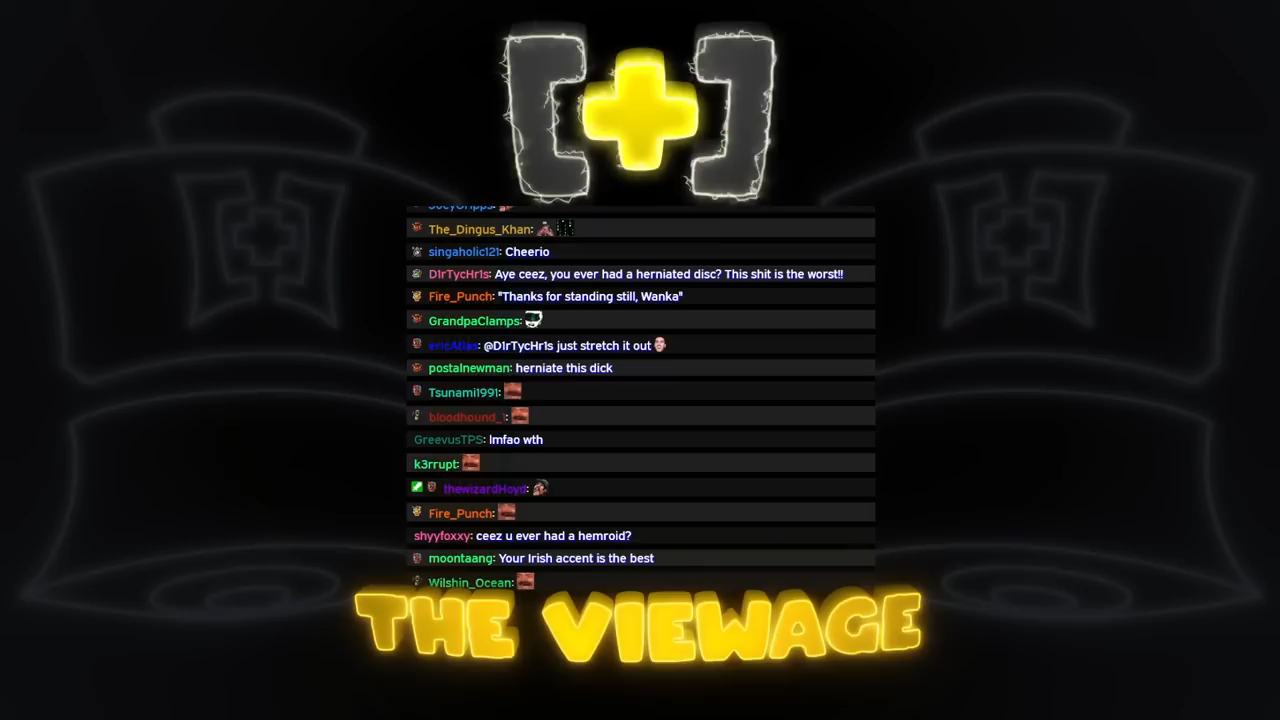 [+]
The_Dingus_Khan:
singaholic121: Cheerio
D1rTycHr1s: Aye ceez, you ever had a herniated disc? This shit is the worst!!
Fire_Punch: "Thanks for standing still, Wanka"
GrandpaClamps:
ericAtlas: @D1rTycHr1s just stretch it out
postalnewman: herniate this dick
Tsunami1991:
bloodhound_1:
GreevusTPS: lmfao wth
k3rrupt:
thewizardHoyd:
Fire_Punch:
shyyfoxxy: ceez u ever had a hemroid?
moontaang: Your Irish accent is the best
Wilshin_Ocean:
THE VIEWAGE